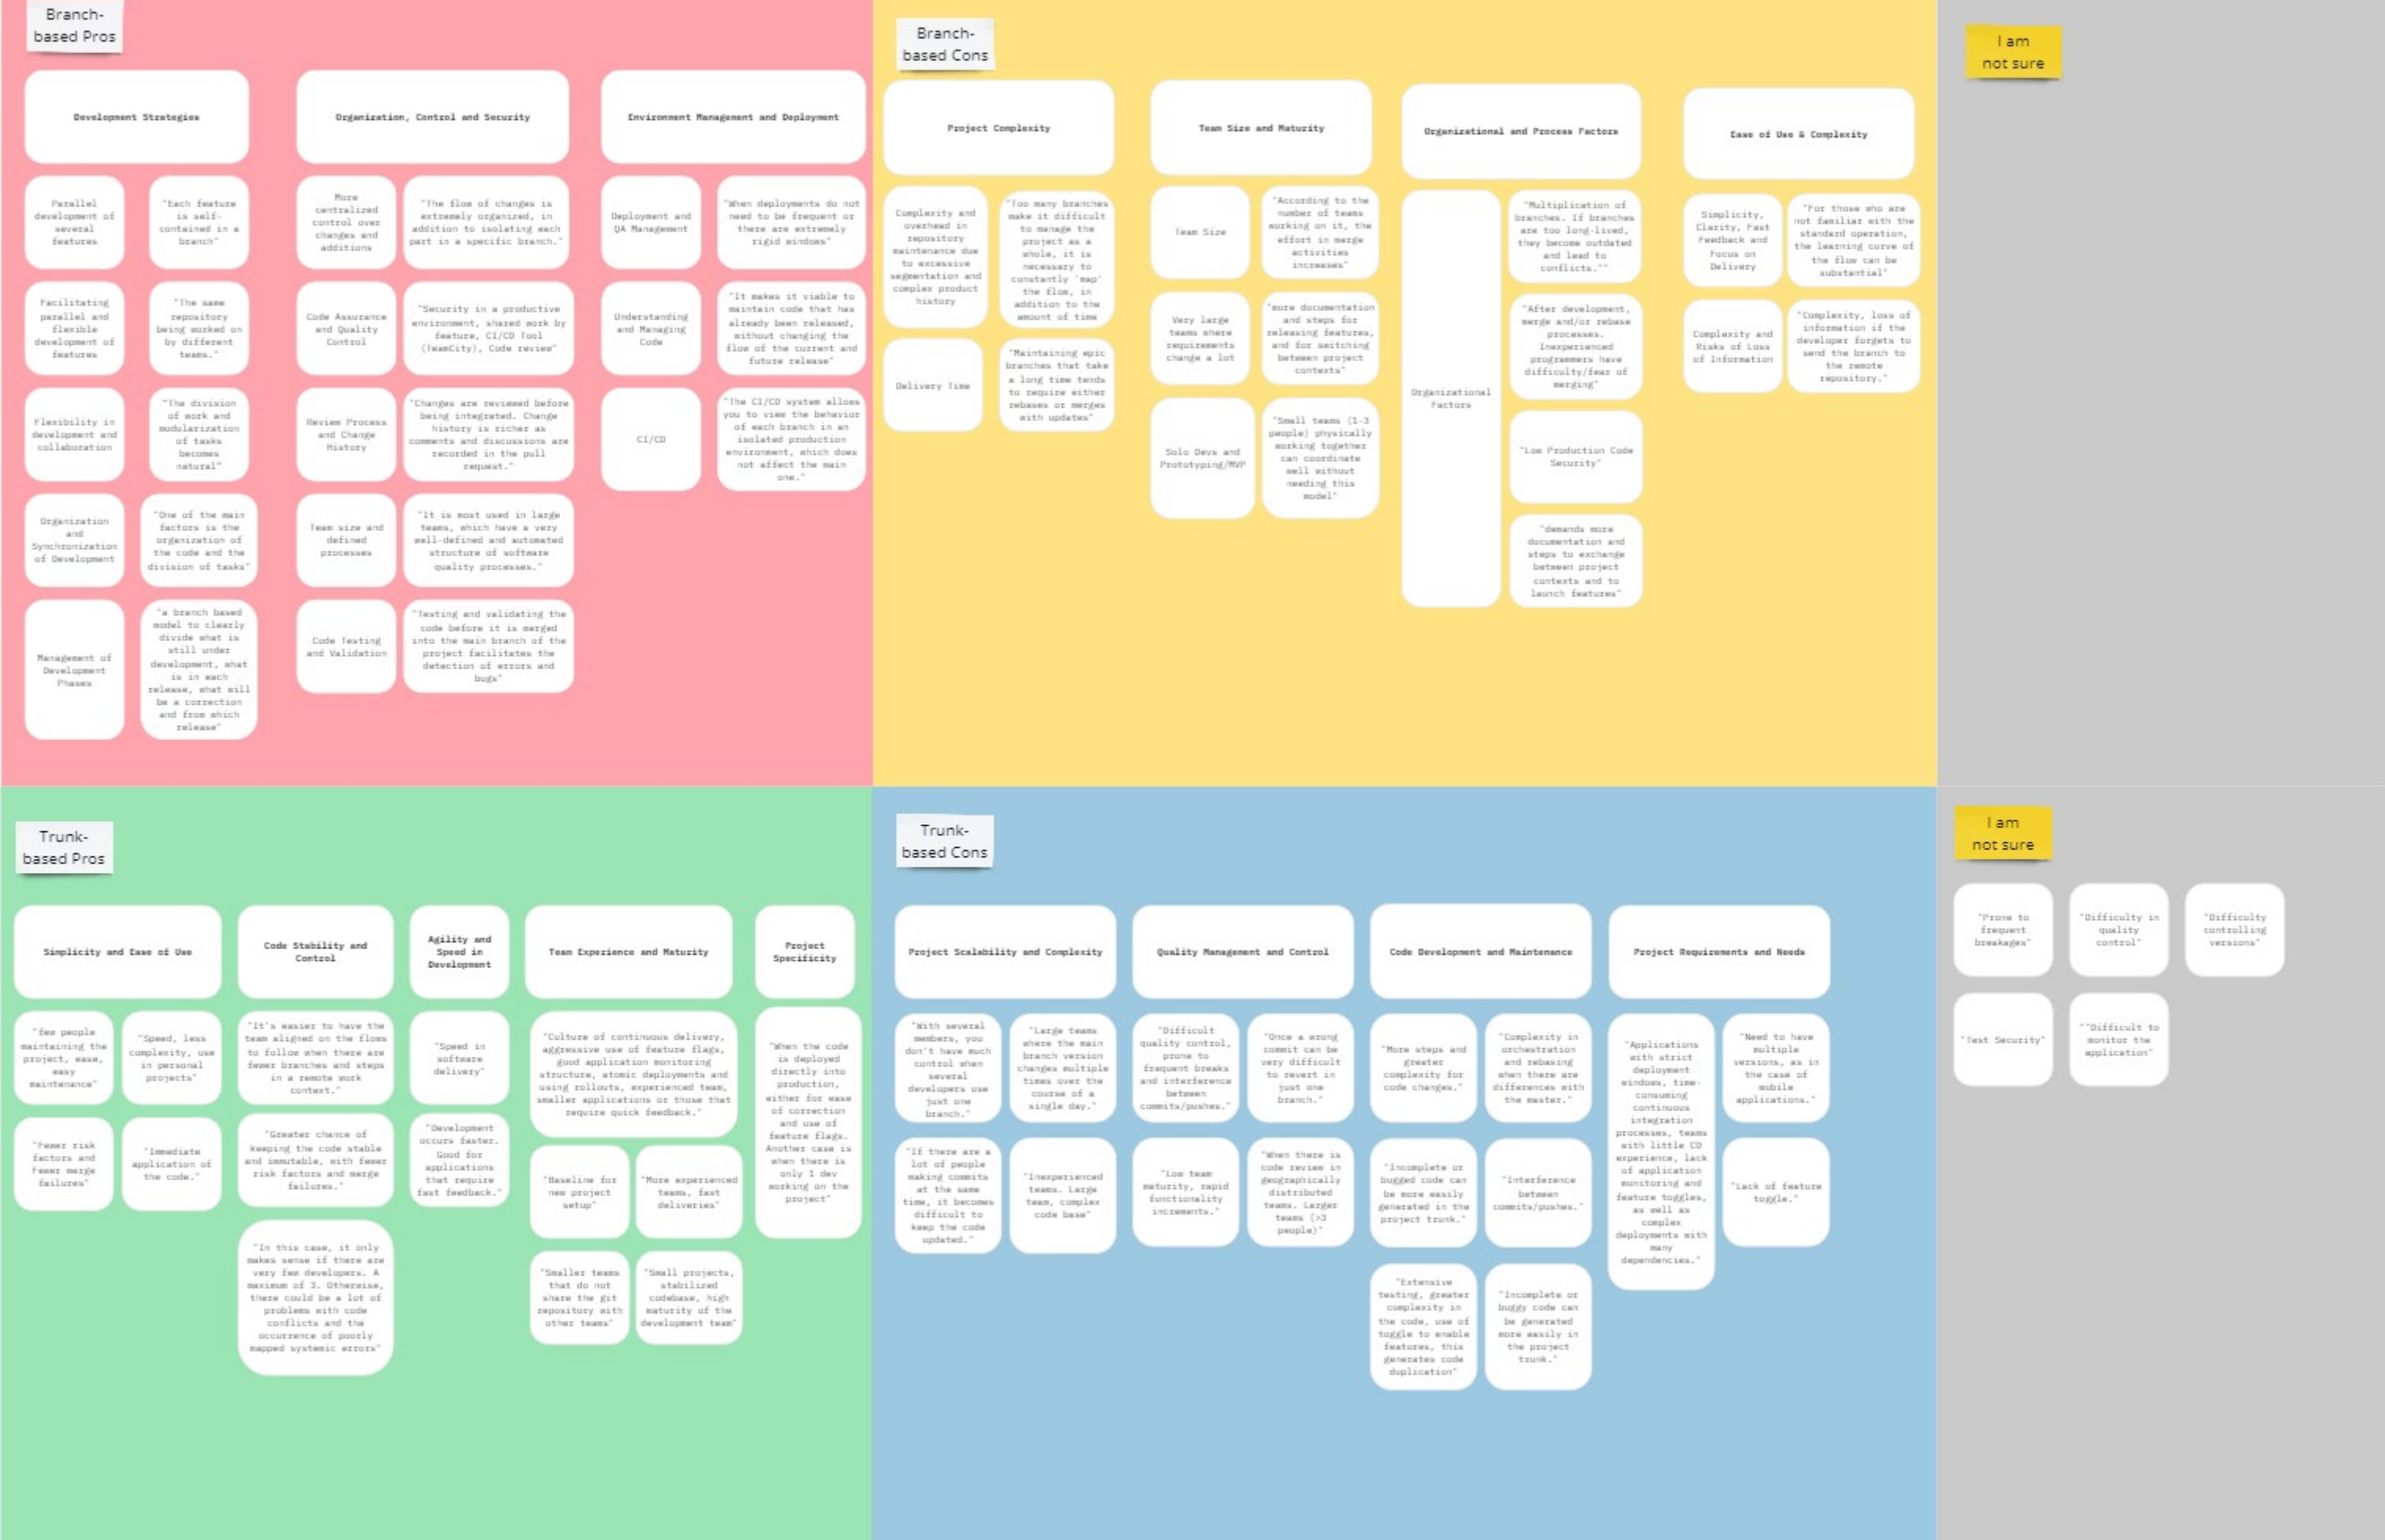 Branch-
based Pros
Development Strategies
Parallel
development of
several
features
"Each feature
is self-
contained in a
branch"
Facilitating
parallel and
flexible
development of
features
"The same
repository
being worked on
by different
teams."
Flexibility in
development and
collaboration
"The division
of work and
modularization
of tasks
becomes
natural"
Organization
and
Synchronization
of Development
"One of the main
factors is the
organization of
the code and the
division of tasks"
Management of
Development
Phases
"a branch based
model to clearly
divide what is
still under
development, what
is in each
release, what will
be a correction
and from which
release"
Organization, Control and Security
More
centralized
control over
changes and
additions
"The flow of changes is
extremely organized, in
addition to isolating each
part in a specific branch."
Code Assurance
and Quality
Control
"Security in a productive
environment, shared work by
feature, CI/CD Tool
(TeamCity), Code review"
Review Process
and Change
History
"Changes are reviewed before
being integrated. Change
history is richer as
comments and discussions are
recorded in the pull
request."
Team size and
defined
processes
"It is most used in large
teams, which have a very
well-defined and automated
structure of software
quality processes."
Code Testing
and Validation
"Testing and validating the
code before it is merged
into the main branch of the
project facilitates the
detection of errors and
bugs"
Environment Management and Deployment
Deployment and
QA Management
"When deployments do not
need to be frequent or
there are extremely
rigid windows"
Understanding
and Managing
Code
"It makes it viable to
maintain code that has
already been released,
without changing the
flow of the current and
future release"
CI/CD
"The CI/CD system allows
you to view the behavior
of each branch in an
isolated production
environment, which does
not affect the main
one."
Branch-
based Cons
Project Complexity
Complexity and
overhead in
repository
maintenance due
to excessive
segmentation and
complex product
history
"Too many branches
make it difficult
to manage the
project as a
whole, it is
necessary to
constantly 'map'
the flow, in
addition to the
amount of time
Delivery Time
"Maintaining epic
branches that take
a long time tends
to require either
rebases or merges
with updates"
Team Size and Maturity
Team Size
"According to the
number of teams
working on it, the
effort in merge
activities
increases"
Very large
teams where
requirements
change a lot
"more documentation
and steps for
releasing features,
and for switching
between project
contexts"
Solo Devs and
Prototyping/MVP
"Small teams (1-3
people) physically
working together
can coordinate
well without
needing this
model"
Organizational and Process Factors
Organizational
Factors
"Multiplication of
branches. If branches
are too long-lived,
they become outdated
and lead to
conflicts.""
"After development,
merge and/or rebase
processes.
Inexperienced
programmers have
difficulty/fear of
merging"
"Low Production Code
Security"
"demands more
documentation and
steps to exchange
between project
contexts and to
launch features"
Ease of Use & Complexity
Simplicity,
Clarity, Fast
Feedback and
Focus on
Delivery
"For those who are
not familiar with the
standard operation,
the learning curve of
the flow can be
substantial"
Complexity and
Risks of Loss
of Information
"Complexity, loss of
information if the
developer forgets to
send the branch to
the remote
repository."
I am
not sure
Trunk-
based Pros
Simplicity and Ease of Use
"few people
maintaining the
project, ease,
easy
maintenance"
"Speed, less
complexity, use
in personal
projects"
"Fewer risk
factors and
Fewer merge
failures"
"Immediate
application of
the code."
Code Stability and
Control
"It's easier to have the
team aligned on the flows
to follow when there are
fewer branches and steps
in a remote work
context."
"Greater chance of
keeping the code stable
and immutable, with fewer
risk factors and merge
failures."
"In this case, it only
makes sense if there are
very few developers. A
maximum of 3. Otherwise,
there could be a lot of
problems with code
conflicts and the
occurrence of poorly
mapped systemic errors"
Agility and
Speed in
Development
"Speed in
software
delivery"
"Development
occurs faster.
Good for
applications
that require
fast feedback."
Team Experience and Maturity
"Culture of continuous delivery,
aggressive use of feature flags,
good application monitoring
structure, atomic deployments and
using rollouts, experienced team,
smaller applications or those that
require quick feedback."
"Baseline for
new project
setup"
"More experienced
teams, fast
deliveries"
"Smaller teams
that do not
share the git
repository with
other teams"
"Small projects,
stabilized
codebase, high
maturity of the
development team"
Project
Specificity
"When the code
is deployed
directly into
production,
either for ease
of correction
and use of
feature flags.
Another case is
when there is
only 1 dev
working on the
project"
Trunk-
based Cons
Project Scalability and Complexity
"With several
members, you
don't have much
control when
several
developers use
just one
branch."
"Large teams
where the main
branch version
changes multiple
times over the
course of a
single day."
"If there are a
lot of people
making commits
at the same
time, it becomes
difficult to
keep the code
updated."
"Inexperienced
teams. Large
team, complex
code base"
Quality Management and Control
"Difficult
quality control,
prone to
frequent breaks
and interference
between
commits/pushes."
"Once a wrong
commit can be
very difficult
to revert in
just one
branch."
"Low team
maturity, rapid
functionality
increments."
"When there is
code review in
geographically
distributed
teams. Larger
teams (>3
people)"
Code Development and Maintenance
"More steps and
greater
complexity for
code changes."
"Complexity in
orchestration
and rebasing
when there are
differences with
the master."
"Incomplete or
bugged code can
be more easily
generated in the
project trunk."
"Interference
between
commits/pushes."
"Extensive
testing, greater
complexity in
the code, use of
toggle to enable
features, this
generates code
duplication"
"Incomplete or
buggy code can
be generated
more easily in
the project
trunk."
Project Requirements and Needs
"Applications
with strict
deployment
windows, time-
consuming
continuous
integration
processes, teams
with little CD
experience, lack
of application
monitoring and
feature toggles,
as well as
complex
deployments with
many
dependencies."
"Need to have
multiple
versions, as in
the case of
mobile
applications."
"Lack of feature
toggle."
I am
not sure
"Prone to
frequent
breakages"
"Difficulty in
quality
control"
"Difficulty
controlling
versions"
"Test Security"
""Difficult to
monitor the
application"